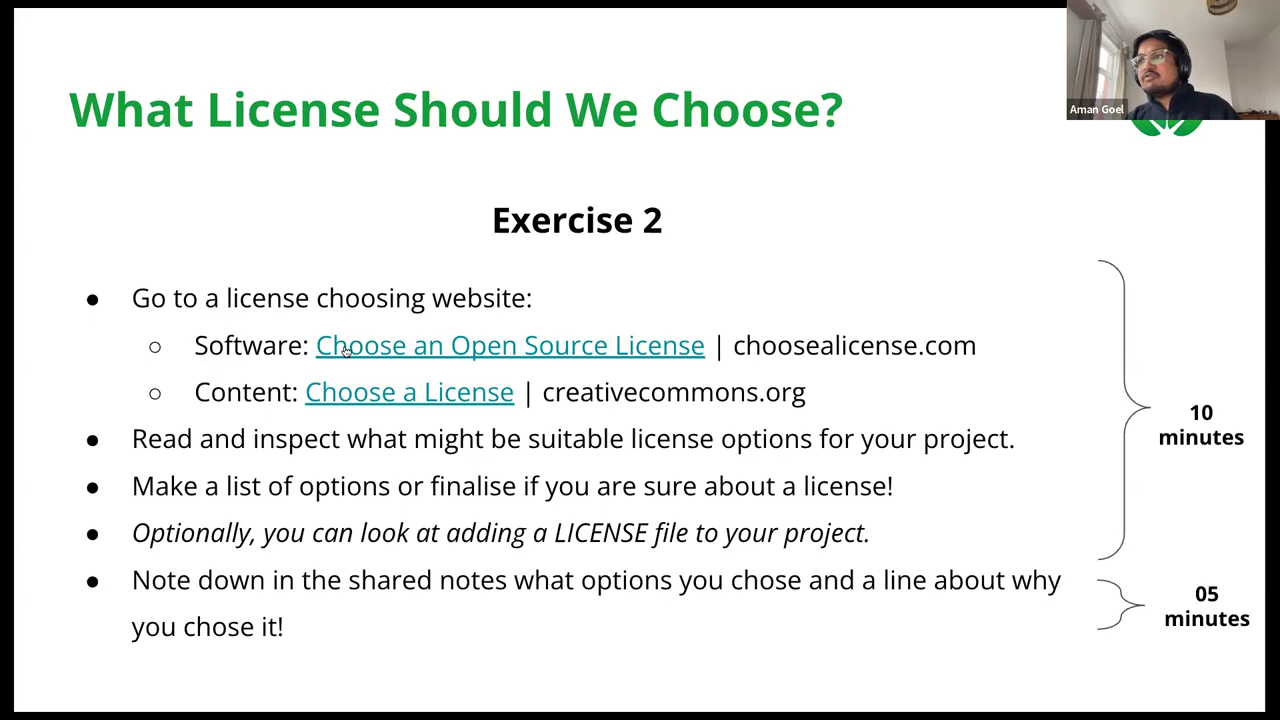 What License Should We Choose?
Aman Goel
Exercise 2
● Go to a license choosing website:
○ Software: Choose an Open Source License | choosealicense.com
○ Content: Choose a License | creativecommons.org
● Read and inspect what might be suitable license options for your project.
● Make a list of options or finalise if you are sure about a license!
● Optionally, you can look at adding a LICENSE file to your project.
10
minutes
● Note down in the shared notes what options you chose and a line about why
you chose it!
05
minutes